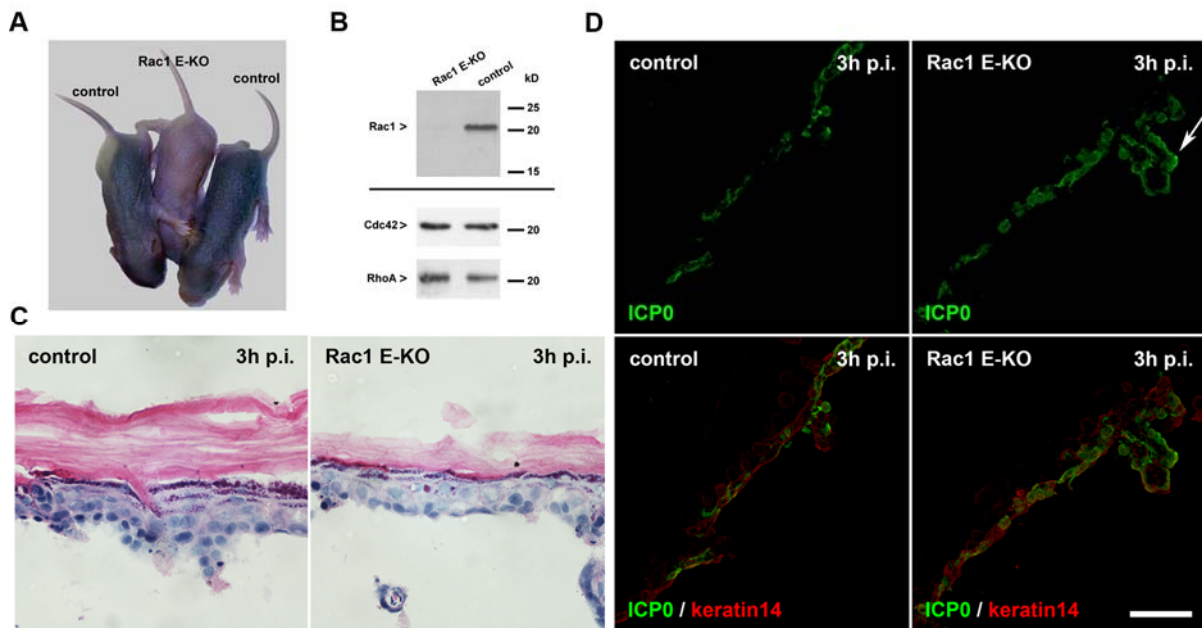 A
Rac1 E-KO
control
control
B
Rac1 E-KO
control
kD
25
Rac1 >
20
15
Cdc42>
20
RhoA >
20
C
control
3h p.i.
Rac1 E-KO
3h p.i.
D
control
3h p.i.
ICP0
Rac1 E-KO
3h p.i.
ICP0
control
3h p.i.
ICP0 / keratin14
Rac1 E-KO
3h p.i.
ICP0 / keratin14